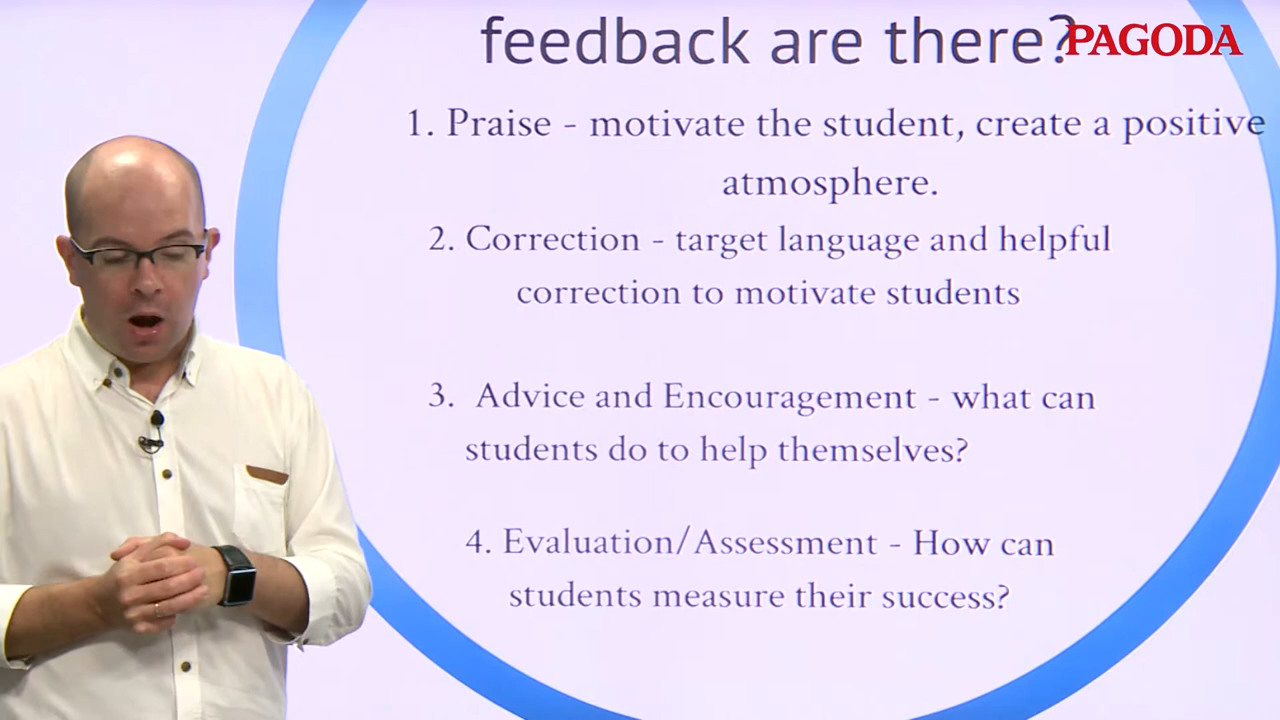 feedback are there?
PAGODA
1. Praise - motivate the student, create a positive
atmosphere.
2. Correction - target language and helpful
correction to motivate students
3. Advice and Encouragement - what can
students do to help themselves?
4. Evaluation/Assessment - How can
students measure their success?